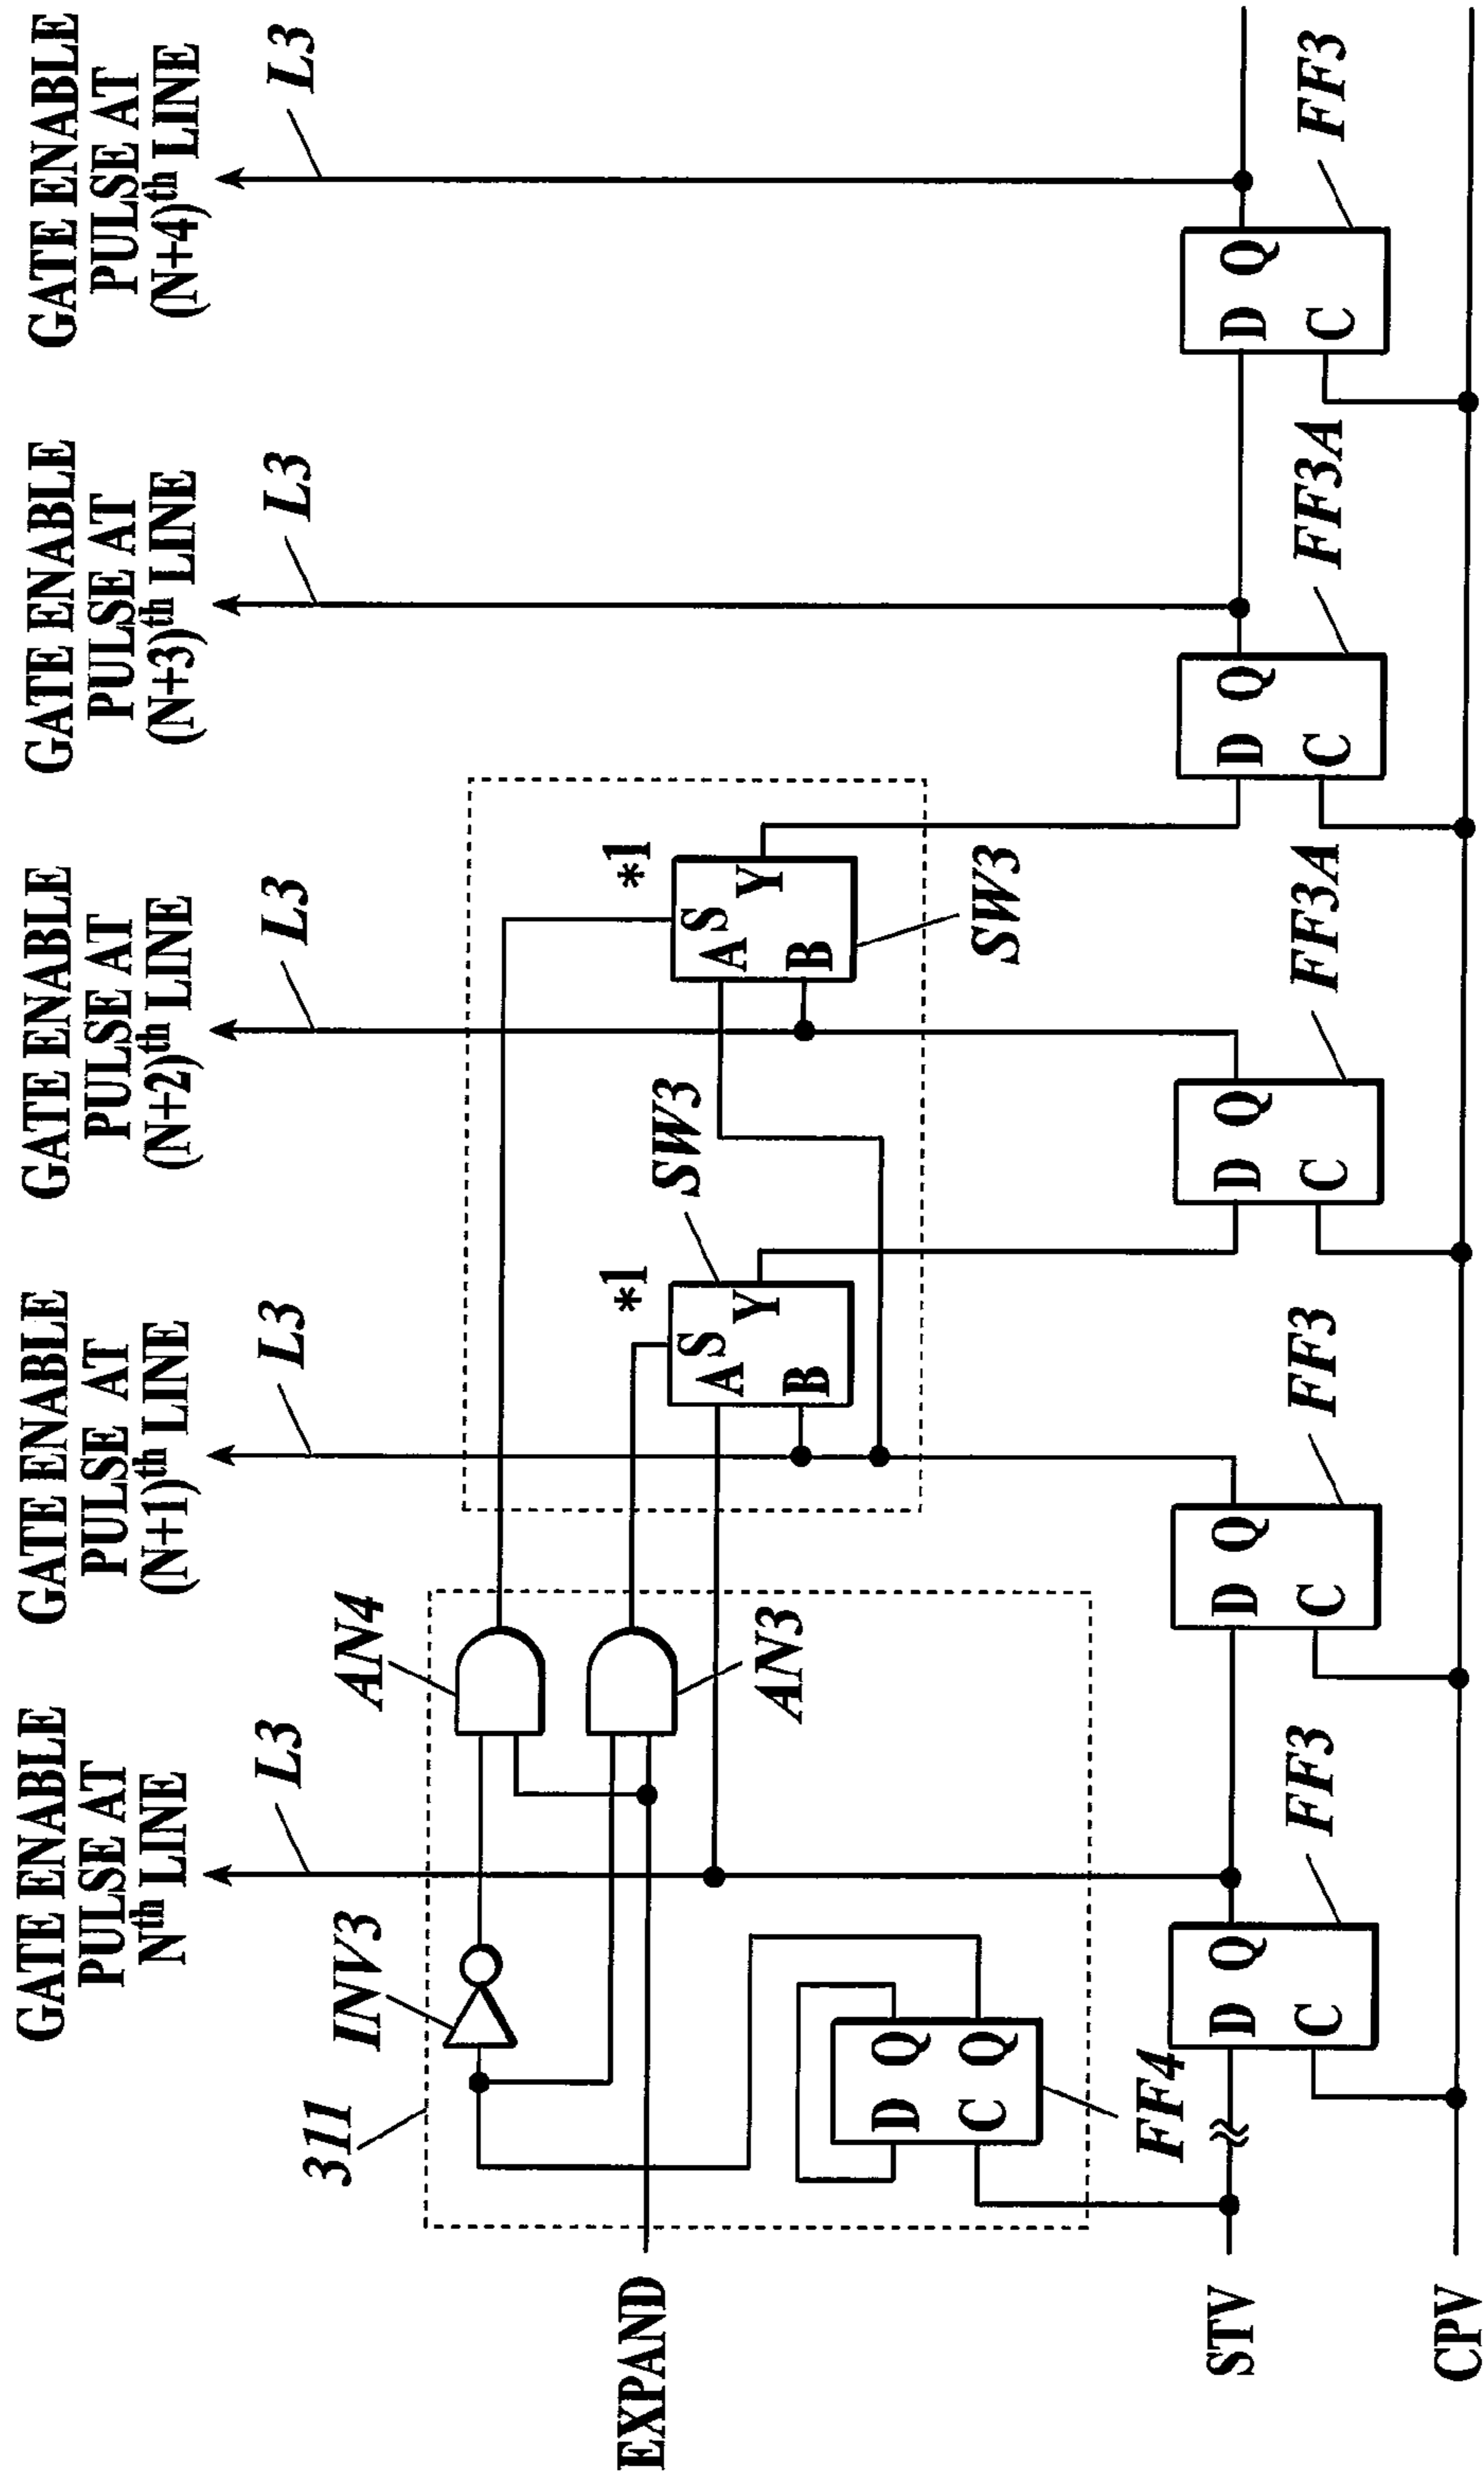 GATE ENABLE
PULSE AT
Nth LINE
GATE ENABLE
PULSE AT
(N+1)th LINE
GATE ENABLE
PULSE AT
(N+2)th LINE
GATE ENABLE
PULSE AT
(N+3)th LINE
GATE ENABLE
PULSE AT
(N+4)th LINE
L3
L3
L3
L3
L3
311
INV3
AN4
AN3
*1
SW3
A S
Y
B
*1
SW3
A S
Y
B
EXPAND
D Q
C Q
FF4
STV
D Q
C
FF3
D Q
C
FF3
D Q
C
FF3A
D Q
C
FF3A
D Q
C
FF3
CPV